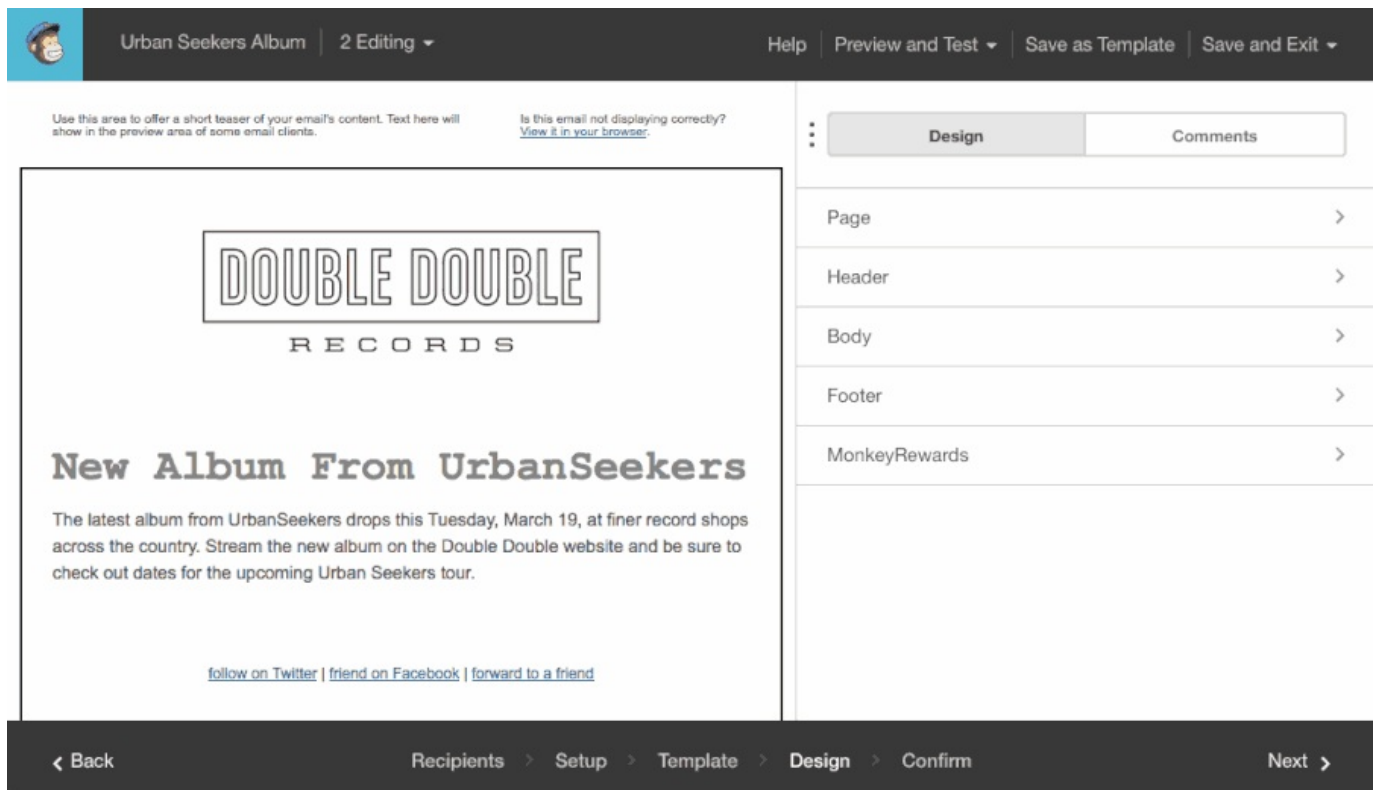 Urban Seekers Album 2 Editing
Help Preview and Test Save as Template Save and Exit
Use this area to offer a short teaser of your email's content. Text here will
show in the preview area of some email clients.
Is this email not displaying correctly?
View it in your browser.
DOUBLE DOUBLE
RECORDS
New Album From UrbanSeekers
The latest album from UrbanSeekers drops this Tuesday, March 19, at finer record shops
across the country. Stream the new album on the Double Double website and be sure to
check out dates for the upcoming Urban Seekers tour.
follow on Twitter | friend on Facebook | forward to a friend
Design Comments
Page
Header
Body
Footer
MonkeyRewards
Back Recipients Setup Template Design Confirm Next